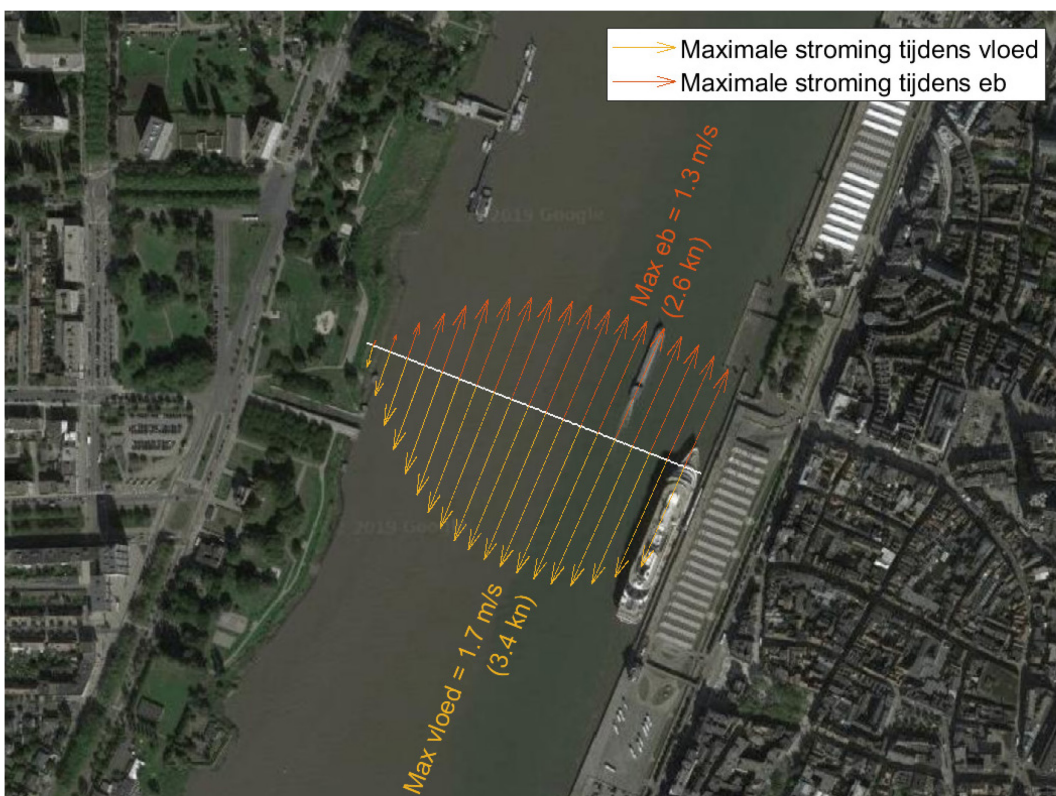 Maximale stroming tijdens vloed
Maximale stroming tijdens eb
Max eb = 1.3 m/s
(2.6 kn)
2019 Google
2019 Google
Max vloed = 1.7 m/s
(3.4 kn)